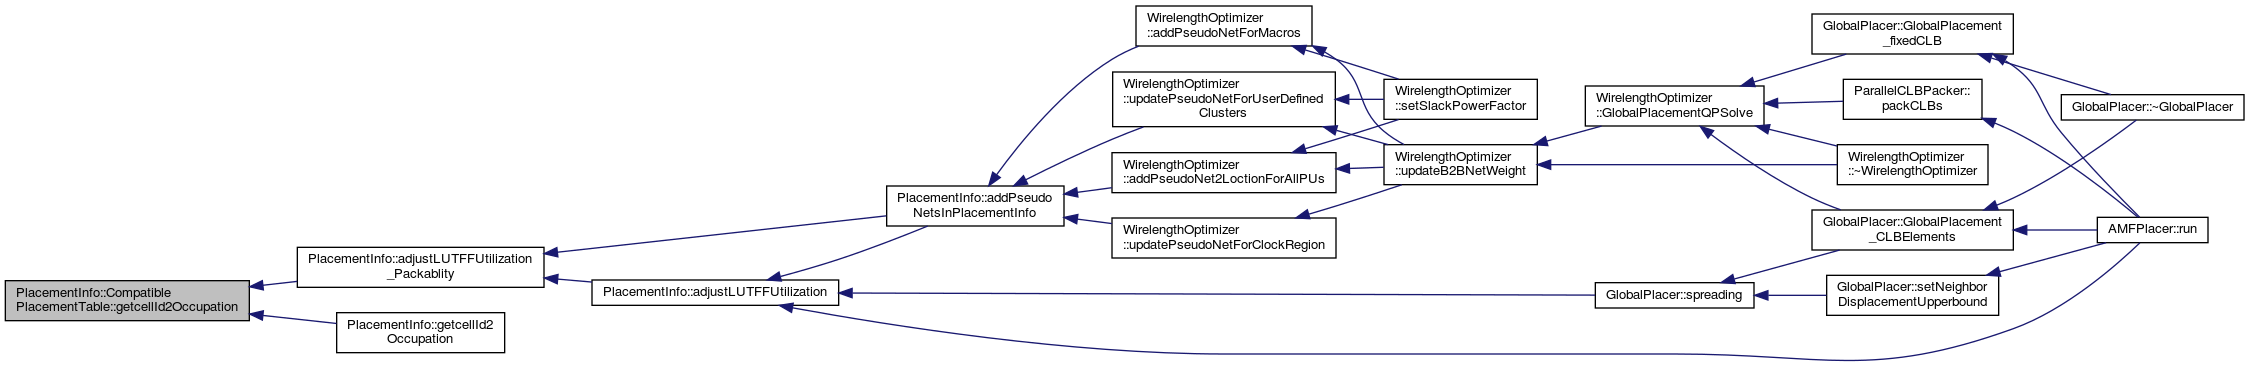 PlacementInfo::Compatible
PlacementTable::getcellId2Occupation
PlacementInfo::adjustLUTFFUtilization
_Packablity
PlacementInfo::getcellId2
Occupation
PlacementInfo::adjustLUTFFUtilization
PlacementInfo::addPseudo
NetsInPlacementInfo
WirelengthOptimizer
::addPseudoNetForMacros
WirelengthOptimizer
::updatePseudoNetForUserDefined
Clusters
WirelengthOptimizer
::addPseudoNet2LoctionForAllPUs
WirelengthOptimizer
::updatePseudoNetForClockRegion
WirelengthOptimizer
::setSlackPowerFactor
WirelengthOptimizer
::updateB2BNetWeight
WirelengthOptimizer
::GlobalPlacementQPSolve
GlobalPlacer::spreading
GlobalPlacer::GlobalPlacement
_fixedCLB
ParallelCLBPacker::
packCLBs
WirelengthOptimizer
::~WirelengthOptimizer
GlobalPlacer::GlobalPlacement
_CLBElements
GlobalPlacer::setNeighbor
DisplacementUpperbound
GlobalPlacer::~GlobalPlacer
AMFPlacer::run